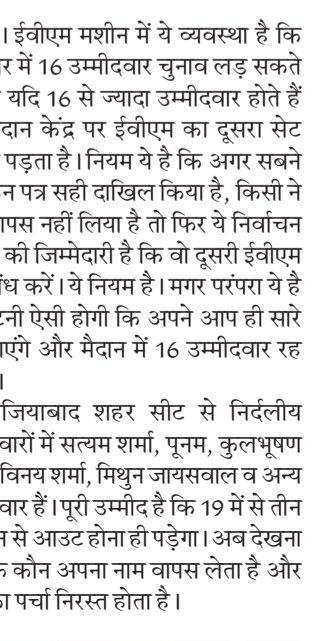 । ईवीएम मशीन में ये व्यवस्था है कि
र में 16 उम्मीदवार चुनाव लड़ सकते
यदि 16 से ज्यादा उम्मीदवार होते हैं
दान केंद्र पर ईवीएम का दूसरा सेट
पड़ता है। नियम ये है कि अगर सबने
न पत्र सही दाखिल किया है, किसी ने
ापस नहीं लिया है तो फिर ये निर्वाचन
की जिम्मेदारी है कि वो दूसरी ईवीएम
ंध करें। ये नियम है। मगर परंपरा ये है
टनी ऐसी होगी कि अपने आप ही सारे
ाएंगे और मैदान में 16 उम्मीदवार रह
।
जियाबाद शहर सीट से निर्दलीय
वारों में सत्यम शर्मा, पूनम, कुलभूषण
विनय शर्मा, मिथुन जायसवाल व अन्य
वार हैं। पूरी उम्मीद है कि 19 में से तीन
न से आउट होना ही पड़ेगा। अब देखना
क कौन अपना नाम वापस लेता है और
ा पर्चा निरस्त होता है।